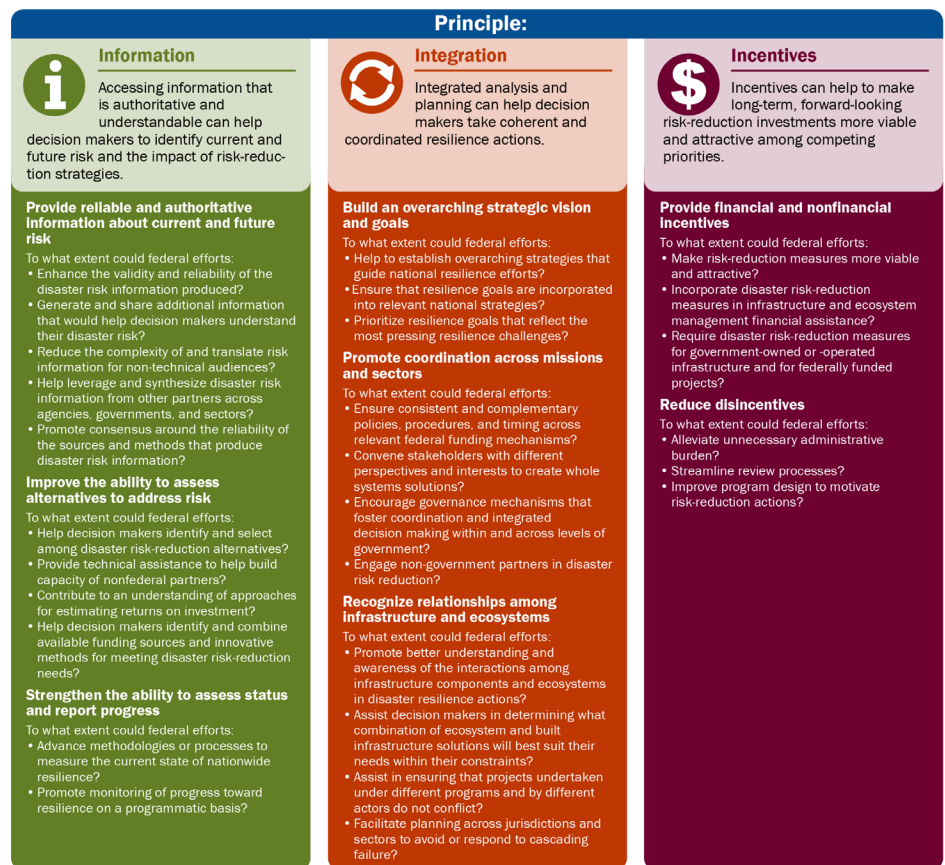 Principle:
Information
Accessing information that
is authoritative and
understandable can help
decision makers to identify current and
future risk and the impact of risk-reduc-
tion strategies.
Provide reliable and authoritative
information about current and future
risk
To what extent could federal efforts:
• Enhance the validity and reliability of the
disaster risk information produced?
• Generate and share additional information
that would help decision makers understand
their disaster risk?
• Reduce the complexity of and translate risk
information for non-technical audiences?
• Help leverage and synthesize disaster risk
information from other partners across
agencies, governments, and sectors?
• Promote consensus around the reliability of
the sources and methods that produce
disaster risk information?
Improve the ability to assess
alternatives to address risk
To what extent could federal efforts:
• Help decision makers identify and select
among disaster risk-reduction alternatives?
• Provide technical assistance to help build
capacity of nonfederal partners?
• Contribute to an understanding of approaches
for estimating returns on investment?
• Help decision makers identify and combine
available funding sources and innovative
methods for meeting disaster risk-reduction
needs?
Strengthen the ability to assess status
and report progress
To what extent could federal efforts:
• Advance methodologies or processes to
measure the current state of nationwide
resilience?
• Promote monitoring of progress toward
resilience on a programmatic basis?
Integration
Integrated analysis and
planning can help decision
makers take coherent and
coordinated resilience actions.
Build an overarching strategic vision
and goals
To what extent could federal efforts:
• Help to establish overarching strategies that
guide national resilience efforts?
• Ensure that resilience goals are incorporated
into relevant national strategies?
• Prioritize resilience goals that reflect the
most pressing resilience challenges?
Promote coordination across missions
and sectors
To what extent could federal efforts:
• Ensure consistent and complementary
policies, procedures, and timing across
relevant federal funding mechanisms?
• Convene stakeholders with different
perspectives and interests to create whole
systems solutions?
• Encourage governance mechanisms that
foster coordination and integrated
decision making within and across levels of
government?
• Engage non-government partners in disaster
risk reduction?
Recognize relationships among
infrastructure and ecosystems
To what extent could federal efforts:
• Promote better understanding and
awareness of the interactions among
infrastructure components and ecosystems
in disaster resilience actions?
• Assist decision makers in determining what
combination of ecosystem and built
infrastructure solutions will best suit their
needs within their constraints?
• Assist in ensuring that projects undertaken
under different programs and by different
actors do not conflict?
• Facilitate planning across jurisdictions and
sectors to avoid or respond to cascading
failure?
$
Incentives
Incentives can help to make
long-term, forward-looking
risk-reduction investments more viable
and attractive among competing
priorities.
Provide financial and nonfinancial
incentives
To what extent could federal efforts:
• Make risk-reduction measures more viable
and attractive?
• Incorporate disaster risk-reduction
measures in infrastructure and ecosystem
management financial assistance?
• Require disaster risk-reduction measures
for government-owned or -operated
infrastructure and for federally funded
projects?
Reduce disincentives
To what extent could federal efforts:
• Alleviate unnecessary administrative
burden?
• Streamline review processes?
• Improve program design to motivate
risk-reduction actions?